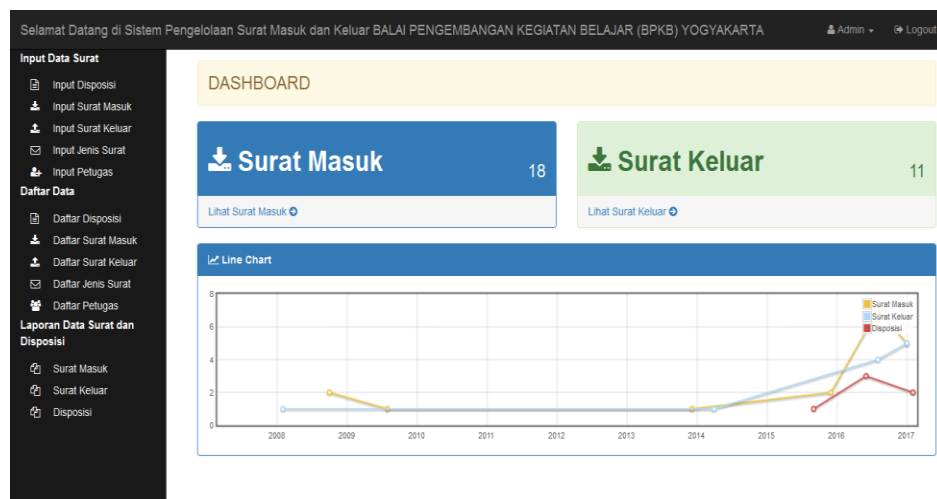 Selamat Datang di Sistem Pengelolaan Surat Masuk dan Keluar BALAI PENGEMBANGAN KEGIATAN BELAJAR (BPKB) YOGYAKARTA
Admin
Logout
Input Data Surat
Input Disposisi
Input Surat Masuk
Input Surat Keluar
Input Jenis Surat
Input Petugas
Daftar Data
Daftar Disposisi
Daftar Surat Masuk
Daftar Surat Keluar
Daftar Jenis Surat
Daftar Petugas
Laporan Data Surat dan
Disposisi
Surat Masuk
Surat Keluar
Disposisi
DASHBOARD
Surat Masuk
18
Lihat Surat Masuk
Surat Keluar
11
Lihat Surat Keluar
Line Chart
8
6
4
2
0
Surat Masuk
Surat Keluar
Disposisi
2008 2009 2010 2011 2012 2013 2014 2015 2016 2017